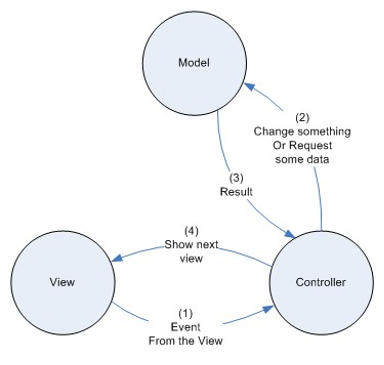 Model
(2)
Change something
Or Request
some data
(3)
Result
(4)
Show next
view
View
Controller
(1)
Event
From the View